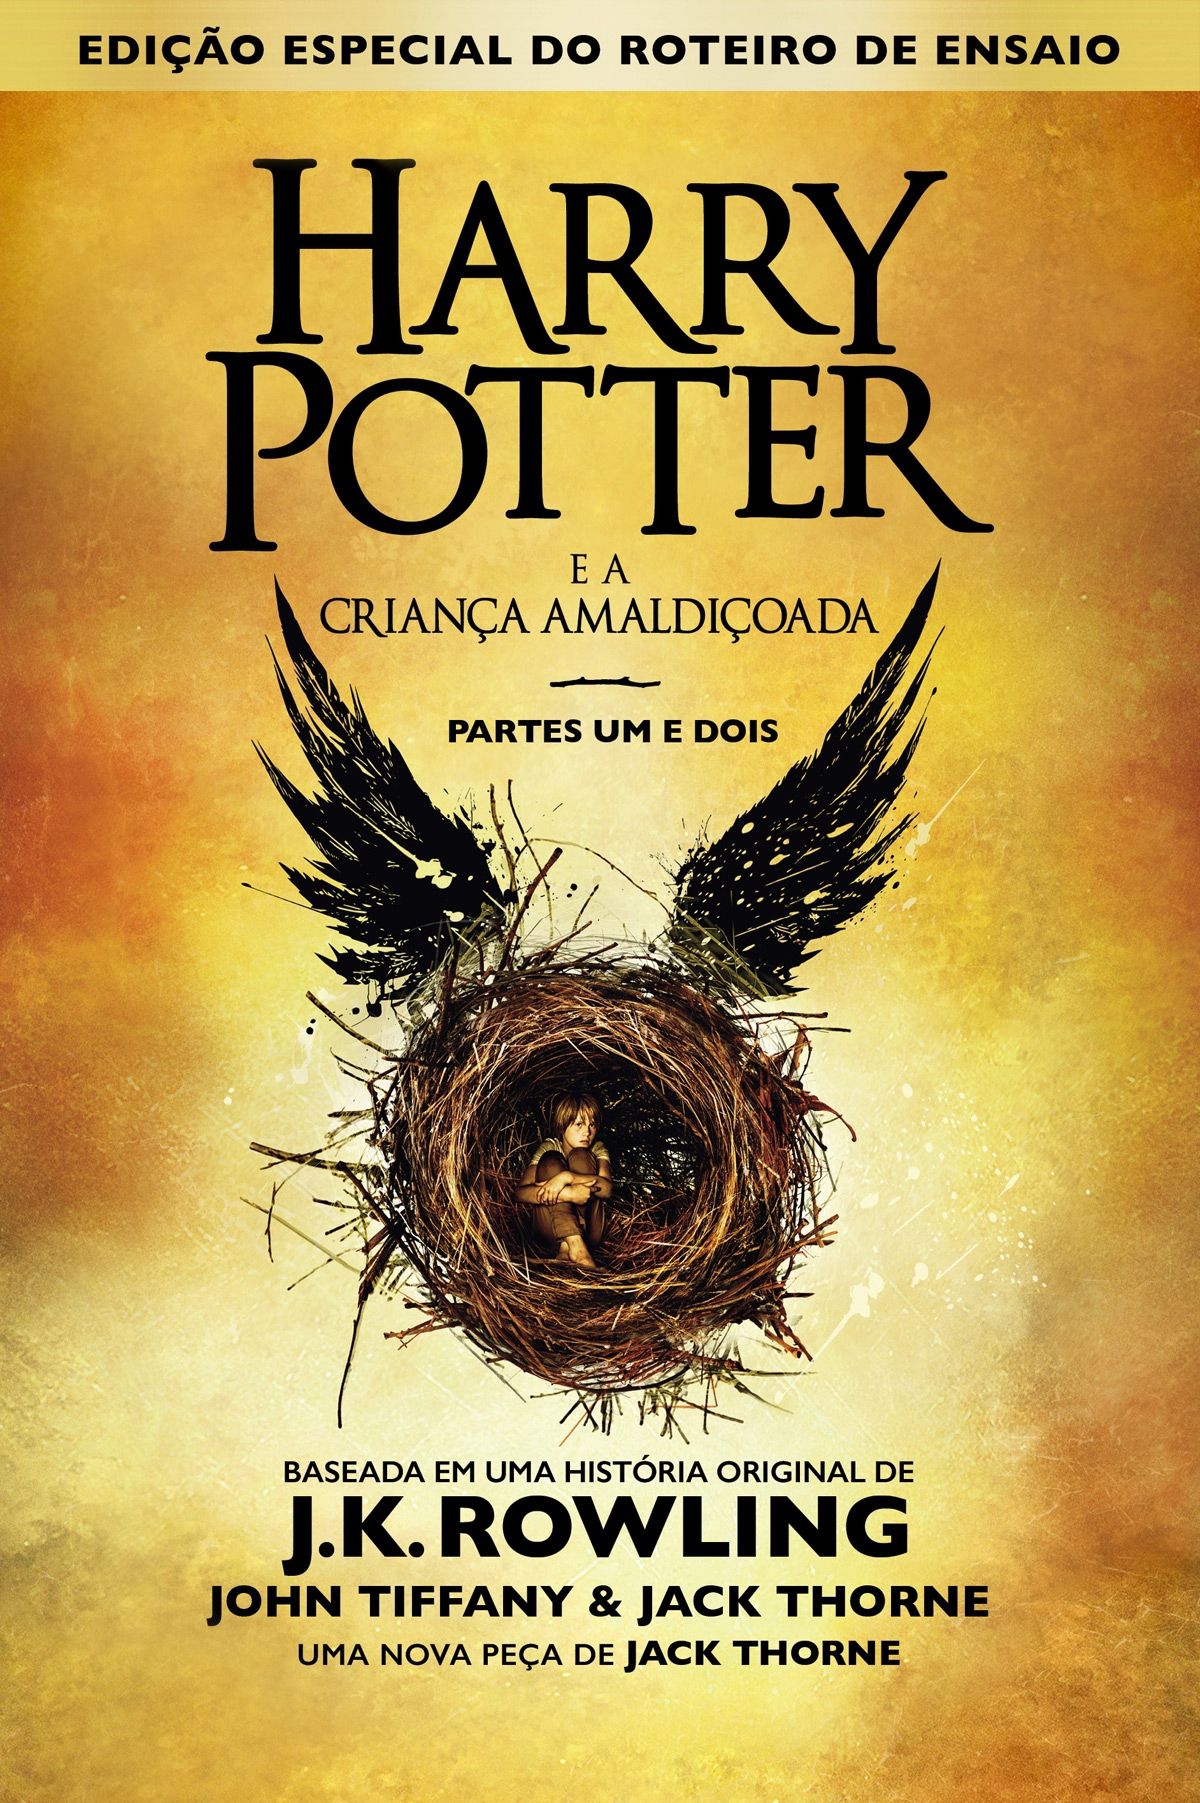 EDIÇÃO ESPECIAL DO ROTEIRO DE ENSAIO
HARRY
POTTER
E A
CRIANÇA AMALDIÇOADA
PARTES UM E DOIS
BASEADA EM UMA HISTÓRIA ORIGINAL DE
J.K. ROWLING
JOHN TIFFANY & JACK THORNE
UMA NOVA PEÇA DE JACK THORNE